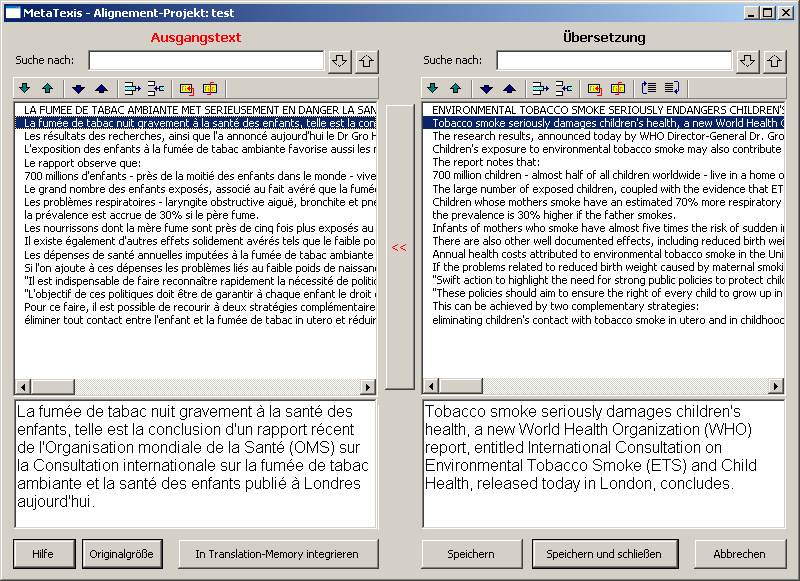 MetaTexis - Alignement-Projekt: test
Ausgangstext
Übersetzung
Suche nach:
Suche nach:
LA FUMEE DE TABAC AMBIANTE MET SERIEUSEMENT EN DANGER LA SAN
La fumée de tabac nuit gravement à la santé des enfants, telle est la con
Les résultats des recherches, ainsi que l'a annoncé aujourd'hui le Dr Gro H
L'exposition des enfants à la fumée de tabac ambiante favorise aussi les r
Le rapport observe que:
700 millions d'enfants - près de la moitié des enfants dans le monde - vive
Le grand nombre des enfants exposés, associé au fait avéré que la fumée
Les problèmes respiratoires - laryngite obstructive aiguë, bronchite et pne
la prévalence est accrue de 30% si le père fume.
Les nourrissons dont la mère fume sont près de cinq fois plus exposés au
Il existe également d'autres effets solidement avérés tels que le faible po
Les dépenses de santé annuelles imputées à la fumée de tabac ambiante
Si l'on ajoute à ces dépenses les problèmes liés au faible poids de naissan
"Il est indispensable de faire reconnaître rapidement la nécessité de politic
"L'objectif de ces politiques doit être de garantir à chaque enfant le droit
Pour ce faire, il est possible de recourir à deux stratégies complémentaire
éliminer tout contact entre l'enfant et la fumée de tabac in utero et réduir
<<
ENVIRONMENTAL TOBACCO SMOKE SERIOUSLY ENDANGERS CHILDREN'S
Tobacco smoke seriously damages children's health, a new World Health O
The research results, announced today by WHO Director-General Dr. Gro
Children's exposure to environmental tobacco smoke may also contribute
The report notes that:
700 million children - almost half of all children worldwide - live in a home o
The large number of exposed children, coupled with the evidence that ET
Children whose mothers smoke have an estimated 70% more respiratory
the prevalence is 30% higher if the father smokes.
Infants of mothers who smoke have almost five times the risk of sudden i
There are also other well documented effects, including reduced birth wei
Annual health costs attributed to environmental tobacco smoke in the Uni
If the problems related to reduced birth weight caused by maternal smoki
"Swift action to highlight the need for strong public policies to protect chil
"These policies should aim to ensure the right of every child to grow up in
This can be achieved by two complementary strategies:
eliminating children's contact with tobacco smoke in utero and in childhoo
La fumée de tabac nuit gravement à la santé des
enfants, telle est la conclusion d'un rapport récent
de l'Organisation mondiale de la Santé (OMS) sur
la Consultation internationale sur la fumée de tabac
ambiante et la santé des enfants publié à Londres
aujourd'hui.
Tobacco smoke seriously damages children's
health, a new World Health Organization (WHO)
report, entitled International Consultation on
Environmental Tobacco Smoke (ETS) and Child
Health, released today in London, concludes.
Hilfe
Originalgröße
In Translation-Memory integrieren
Speichern
Speichern und schließen
Abbrechen